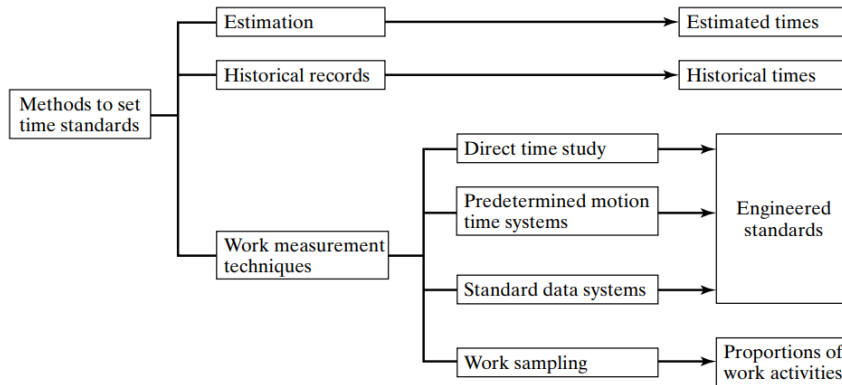 Estimation
Estimated times
Historical records
Historical times
Methods to set
time standards
Direct time study
Predetermined motion
time systems
Engineered
standards
Work measurement
techniques
Standard data systems
Work sampling
Proportions of
work activities